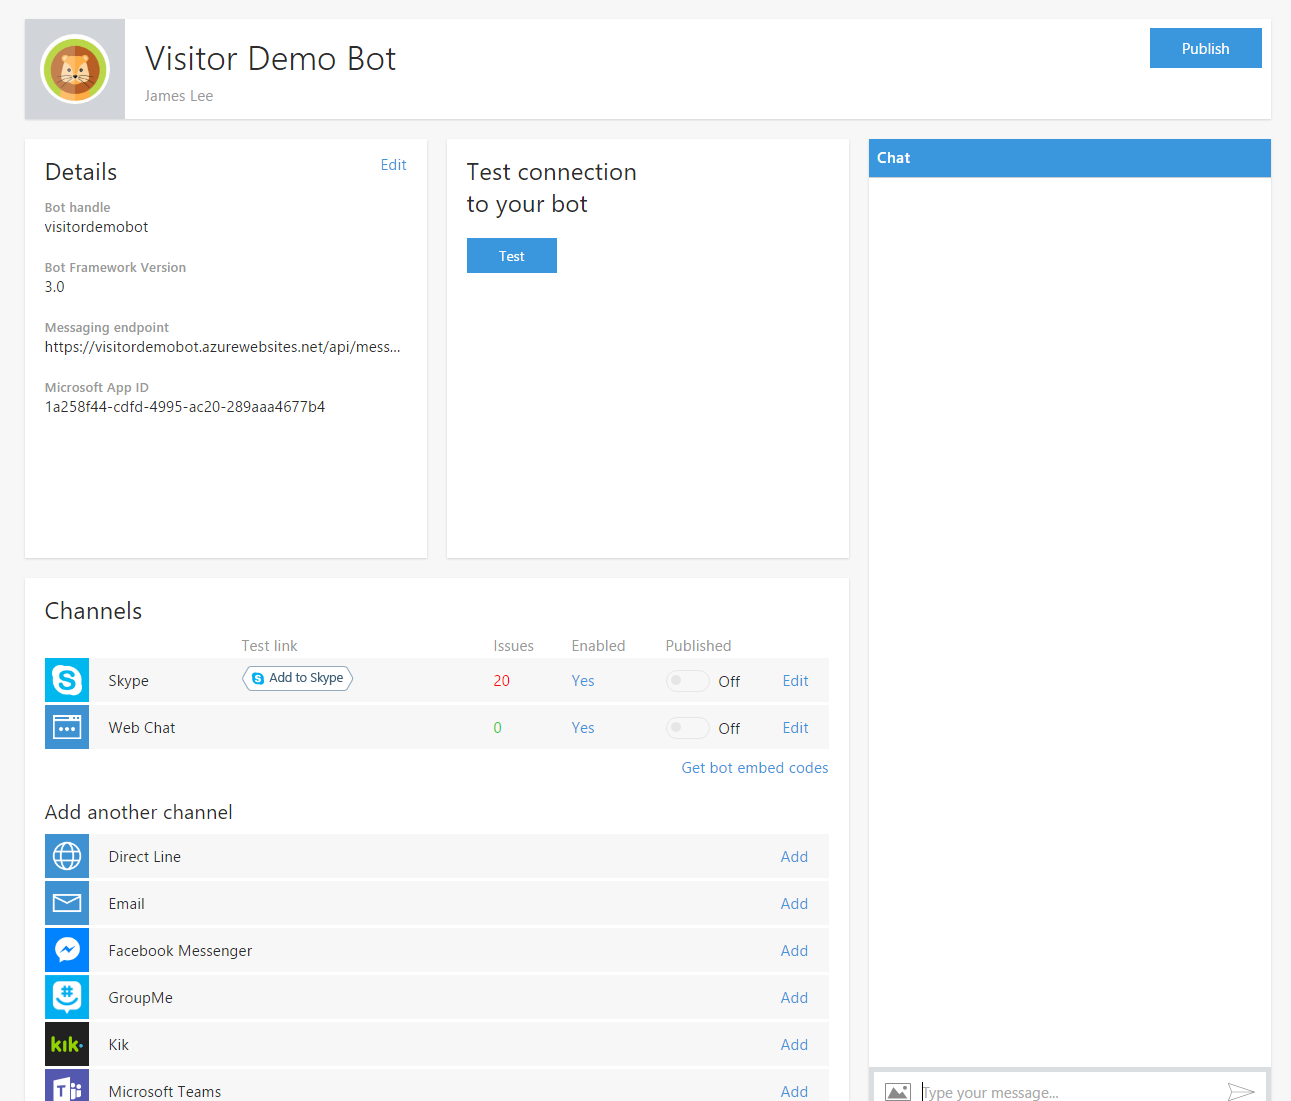 Visitor Demo Bot
James Lee
Publish
Details
Edit
Bot handle
visitordemobot
Bot Framework Version
3.0
Messaging endpoint
https://visitordemobot.azurewebsites.net/api/mess...
Microsoft App ID
1a258f44-cdfd-4995-ac20-289aaa4677b4
Test connection
to your bot
Test
Chat
Channels
Test link Issues Enabled Published
Skype Add to Skype 20 Yes Off Edit
Web Chat 0 Yes Off Edit
Get bot embed codes
Add another channel
Direct Line Add
Email Add
Facebook Messenger Add
GroupMe Add
kik. Kik Add
Microsoft Teams Add
Type your message...